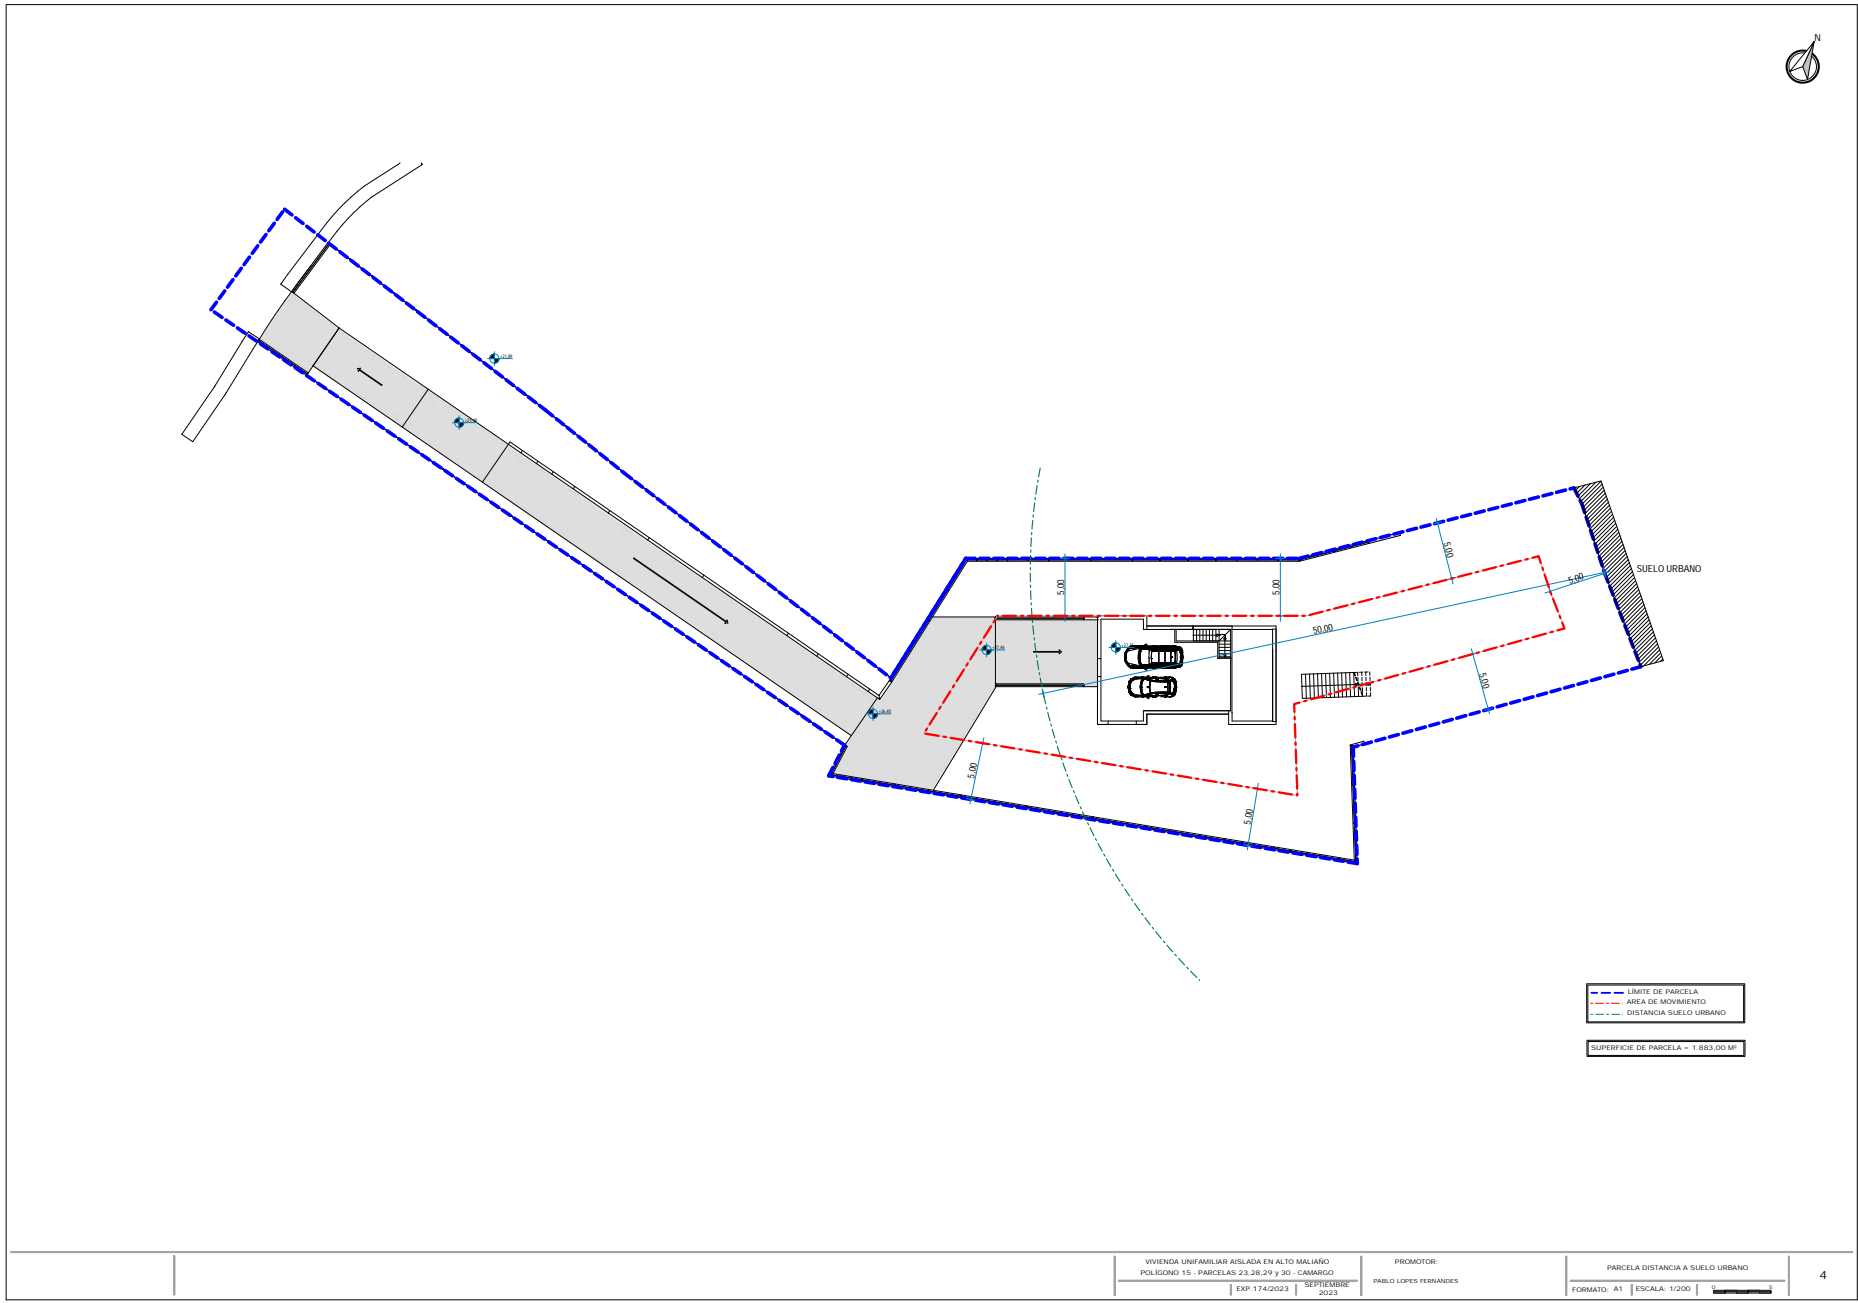 N
5.00
5.00
5.00
5.00
SUELO URBANO
50.00
5.00
5.00
5.00
LÍMITE DE PARCELA
AREA DE MOVIMIENTO
DISTANCIA SUELO URBANO
SUPERFICIE DE PARCELA = 1.883,00 M²
VIVIENDA UNIFAMILIAR AISLADA EN ALTO MALIAÑO
POLÍGONO 15 - PARCELAS 23,28,29 y 30 - CAMARGO
EXP.174/2023
SEPTIEMBRE
2023
PROMOTOR:
PABLO LOPES FERNANDES
PARCELA DISTANCIA A SUELO URBANO
FORMATO: A1
ESCALA: 1/200
0 5
4